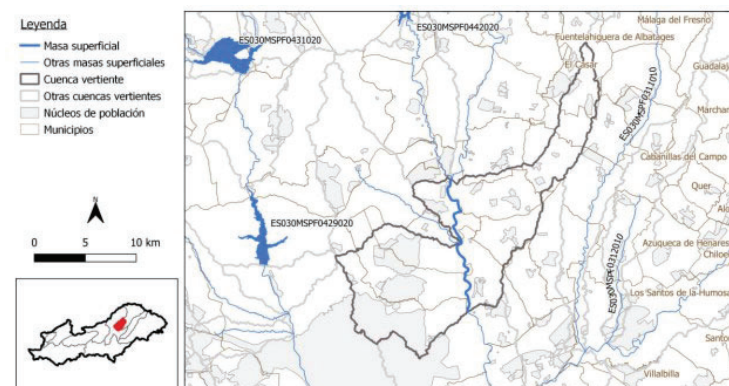 Leyenda
Masa superficial
Otras masas superficiales
Cuenca vertiente
Otras cuencas vertientes
Núcleos de población
Municipios
N
0 5 10 km
ES030MSPF0431020
ES030MSPF0442020
Málaga del Fresno
Fuentelahiguera de Albatages
El Casar
ES030MSPF0311010
Guadalaja
Marchar
Cabanillas del Campo
Quer
Alo
ES030MSPF0429020
Azuqueca de Henares
Chiloe
ES030MSPF0312010
Los Santos de la Humosa
Santo
Villalbilla